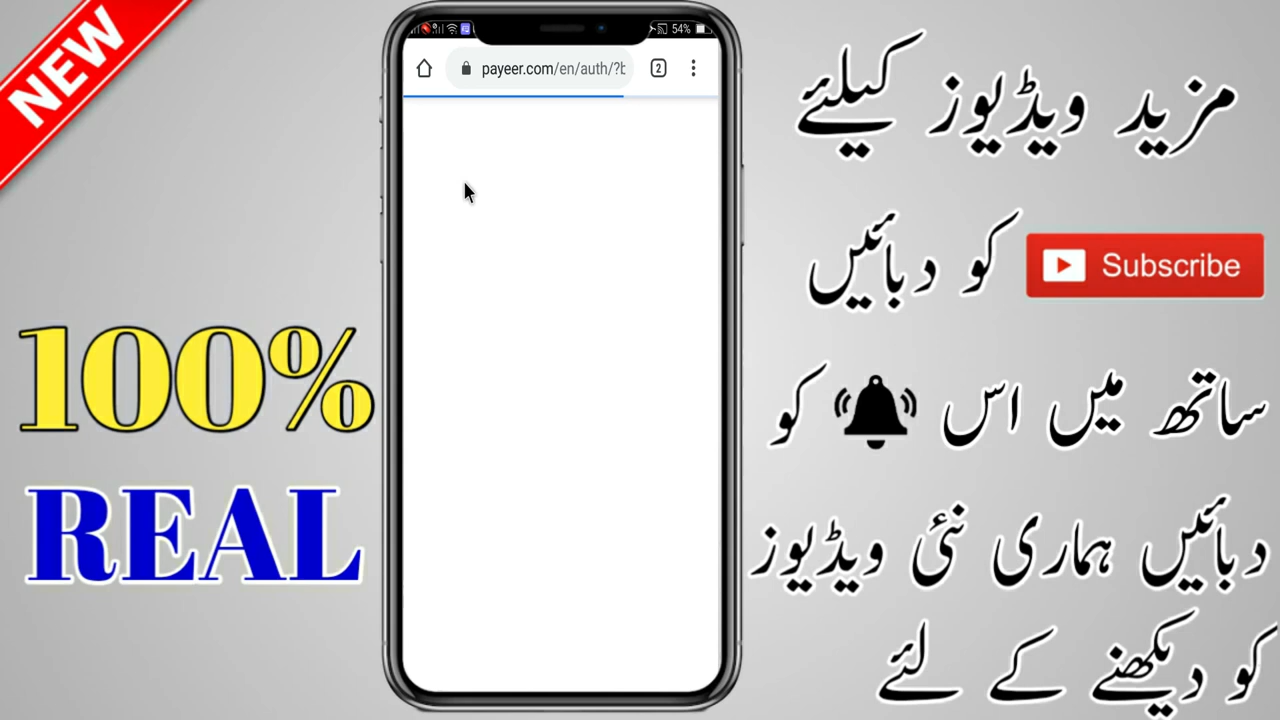 NEW
54%
payeer.com/en/auth/?b
2
100%
REAL
مزید ویڈیوز کیلئے
Subscribe کو دبائیں
ساتھ میں اس کو
دبائیں ہماری نئی ویڈیوز
کو دیکھنے کے لئے